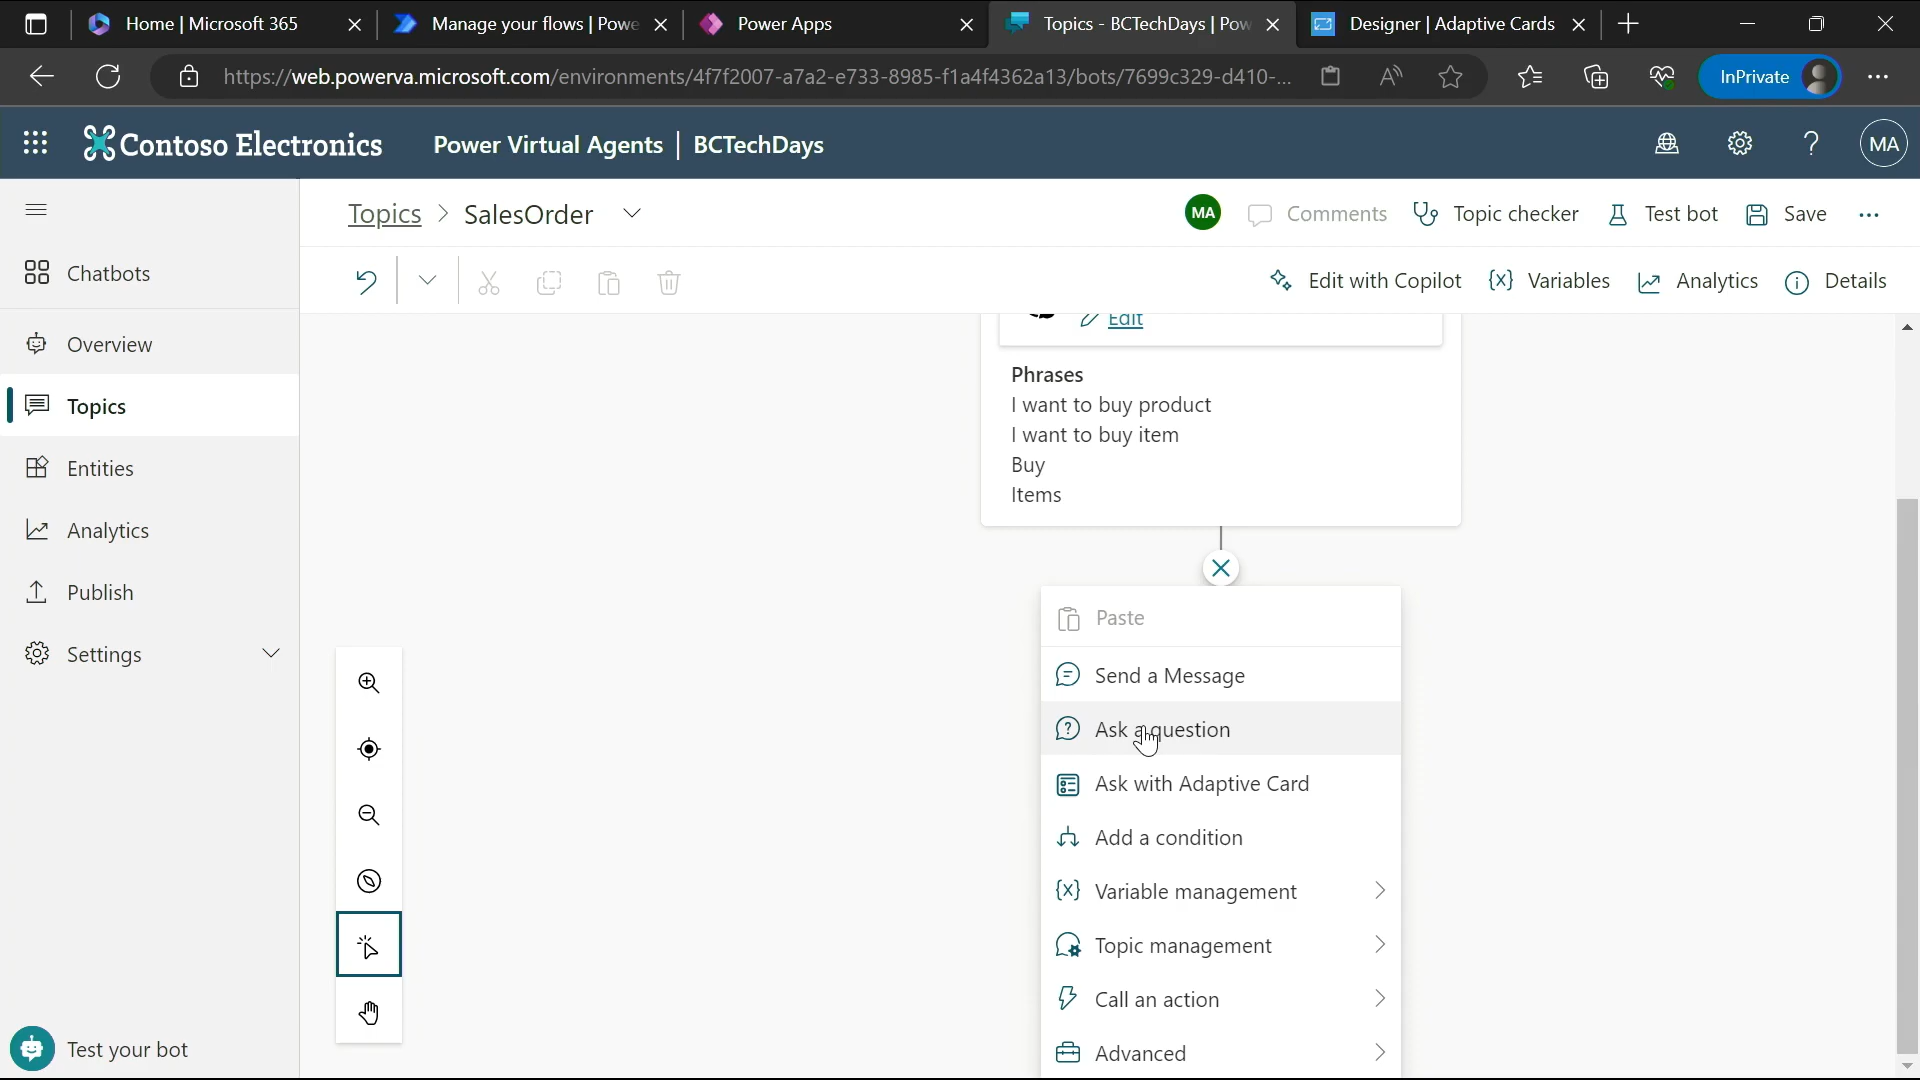 Home | Microsoft 365
Manage your flows | Powe
Power Apps
Topics - BCTechDays | Pow
Designer | Adaptive Cards
https://web.powerva.microsoft.com/environments/4f7f2007-a7a2-e733-8985-f1a4f4362a13/bots/7699c329-d410-...
InPrivate
Contoso Electronics
Power Virtual Agents | BCTechDays
MA
Topics > SalesOrder
MA
Comments
Topic checker
Test bot
Save
Chatbots
Edit with Copilot
{x} Variables
Analytics
Details
Overview
Topics
Entities
Analytics
Publish
Settings
Test your bot
Edit
Phrases
I want to buy product
I want to buy item
Buy
Items
Paste
Send a Message
Ask a question
Ask with Adaptive Card
Add a condition
{x} Variable management
Topic management
Call an action
Advanced